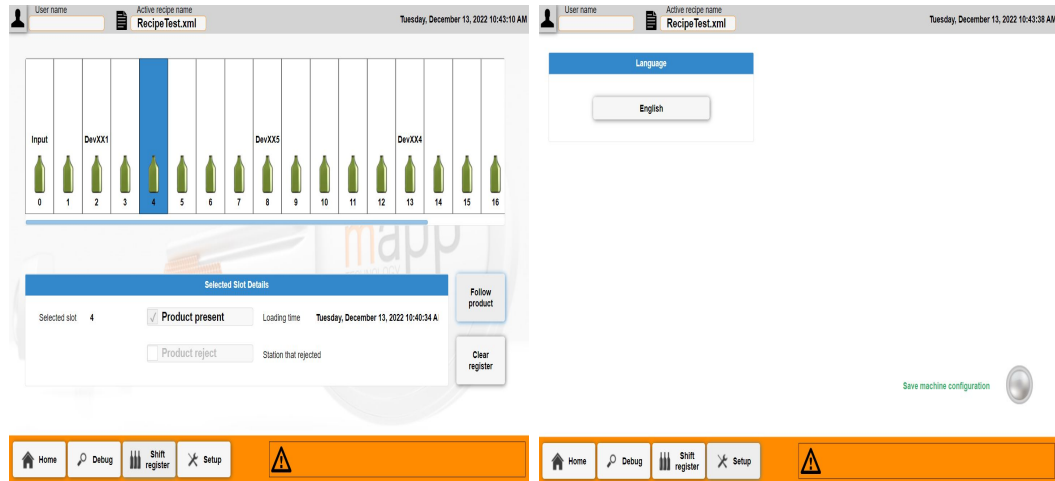 User name
Active recipe name
RecipeTest.xml
Tuesday, December 13, 2022 10:43:10 AM
Input
DevXX1
DevXX5
DevXX4
0 1 2 3 4 5 6 7 8 9 10 11 12 13 14 15 16
mapp
TECHNOLOGY
Selected Slot Details
Selected slot 4
Product present
Loading time Tuesday, December 13, 2022 10:40:34 A
Product reject
Station that rejected
Follow
product
Clear
register
Home
Debug
Shift
register
Setup
User name
Active recipe name
RecipeTest.xml
Tuesday, December 13, 2022 10:43:38 AM
Language
English
Save machine configuration
Home
Debug
Shift
register
Setup